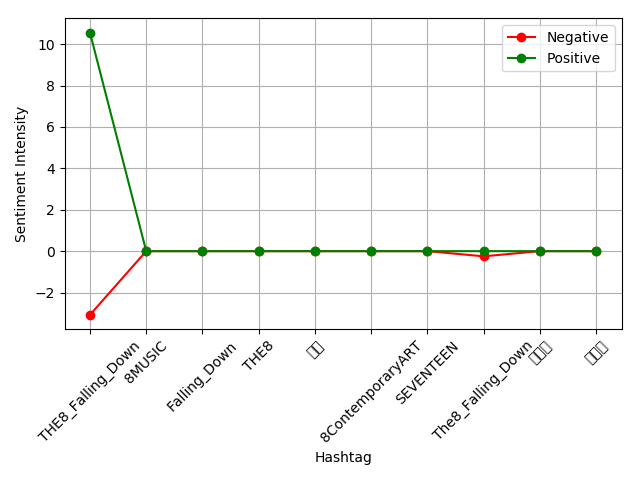 Negative
Positive
10
8
6
4
2
0
−2
Sentiment Intensity
THE8_Falling_Down
8MUSIC
Falling_Down
THE8
8ContemporaryART
SEVENTEEN
The8_Falling_Down
Hashtag